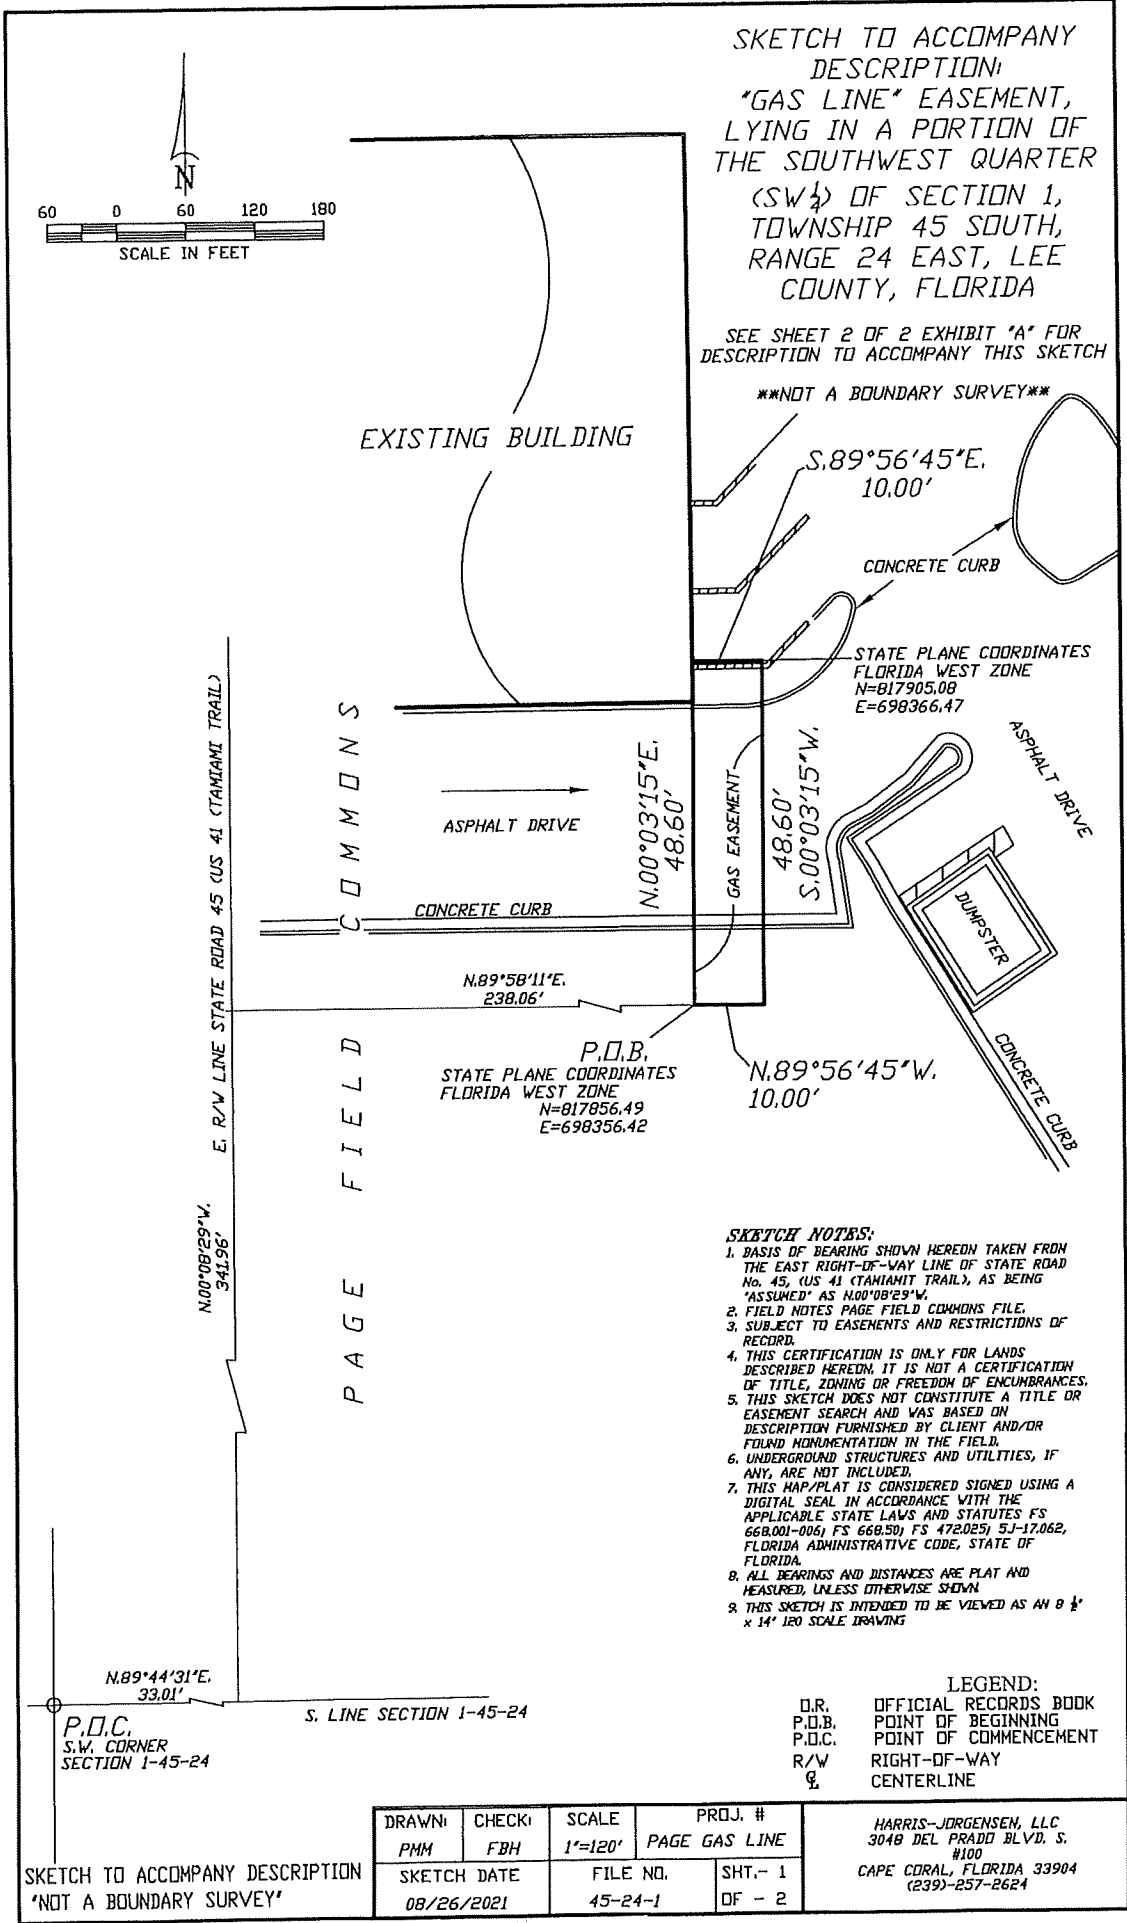 SKETCH TO ACCOMPANY
DESCRIPTION:
"GAS LINE" EASEMENT,
LYING IN A PORTION OF
THE SOUTHWEST QUARTER
(SW 1/4) OF SECTION 1,
TOWNSHIP 45 SOUTH,
RANGE 24 EAST, LEE
COUNTY, FLORIDA
SEE SHEET 2 OF 2 EXHIBIT "A" FOR
DESCRIPTION TO ACCOMPANY THIS SKETCH
**NOT A BOUNDARY SURVEY**
N
60 0 60 120 180
SCALE IN FEET
EXISTING BUILDING
S.89°56'45"E.
10.00'
CONCRETE CURB
STATE PLANE COORDINATES
FLORIDA WEST ZONE
N=817905.08
E=698366.47
ASPHALT DRIVE
E. R/W LINE STATE ROAD 45 (US 41 (TAMIAMI TRAIL)
PAGE FIELD COMMONS
ASPHALT DRIVE
N.00°03'15"E.
48.60'
GAS EASEMENT
48.60'
S.00°03'15"W.
CONCRETE CURB
DUMPSTER
CONCRETE CURB
N.89°58'11"E.
238.06'
P.O.B.
STATE PLANE COORDINATES
FLORIDA WEST ZONE
N=817856.49
E=698356.42
N.89°56'45"W.
10.00'
N.00°08'29"W.
341.96'
SKETCH NOTES:
1. BASIS OF BEARING SHOWN HEREON TAKEN FROM
THE EAST RIGHT-OF-WAY LINE OF STATE ROAD
No. 45, (US 41 (TAMIAMIT TRAIL), AS BEING
"ASSUMED" AS N.00°08'29"W.
2. FIELD NOTES PAGE FIELD COMMONS FILE.
3. SUBJECT TO EASEMENTS AND RESTRICTIONS OF
RECORD.
4. THIS CERTIFICATION IS ONLY FOR LANDS
DESCRIBED HEREON. IT IS NOT A CERTIFICATION
OF TITLE, ZONING OR FREEDOM OF ENCUMBRANCES.
5. THIS SKETCH DOES NOT CONSTITUTE A TITLE OR
EASEMENT SEARCH AND WAS BASED ON
DESCRIPTION FURNISHED BY CLIENT AND/OR
FOUND MONUMENTATION IN THE FIELD.
6. UNDERGROUND STRUCTURES AND UTILITIES, IF
ANY, ARE NOT INCLUDED.
7. THIS MAP/PLAT IS CONSIDERED SIGNED USING A
DIGITAL SEAL IN ACCORDANCE WITH THE
APPLICABLE STATE LAWS AND STATUTES FS
668.001-006; FS 668.50; FS 472.025; 5J-17.062,
FLORIDA ADMINISTRATIVE CODE, STATE OF
FLORIDA.
8. ALL BEARINGS AND DISTANCES ARE PLAT AND
MEASURED, UNLESS OTHERWISE SHOWN
9. THIS SKETCH IS INTENDED TO BE VIEWED AS AN 8 1/2"
x 14" 120 SCALE DRAWING
N.89°44'31"E.
33.01'
P.O.C.
S.W. CORNER
SECTION 1-45-24
S. LINE SECTION 1-45-24
LEGEND:
O.R. OFFICIAL RECORDS BOOK
P.O.B. POINT OF BEGINNING
P.O.C. POINT OF COMMENCEMENT
R/W RIGHT-OF-WAY
℄ CENTERLINE
SKETCH TO ACCOMPANY DESCRIPTION
"NOT A BOUNDARY SURVEY"
DRAWN: CHECK: SCALE PROJ. #
PMM FBH 1"=120' PAGE GAS LINE
SKETCH DATE FILE NO. SHT.- 1
08/26/2021 45-24-1 OF - 2
HARRIS-JORGENSEN, LLC
3048 DEL PRADO BLVD. S.
#100
CAPE CORAL, FLORIDA 33904
(239)-257-2624